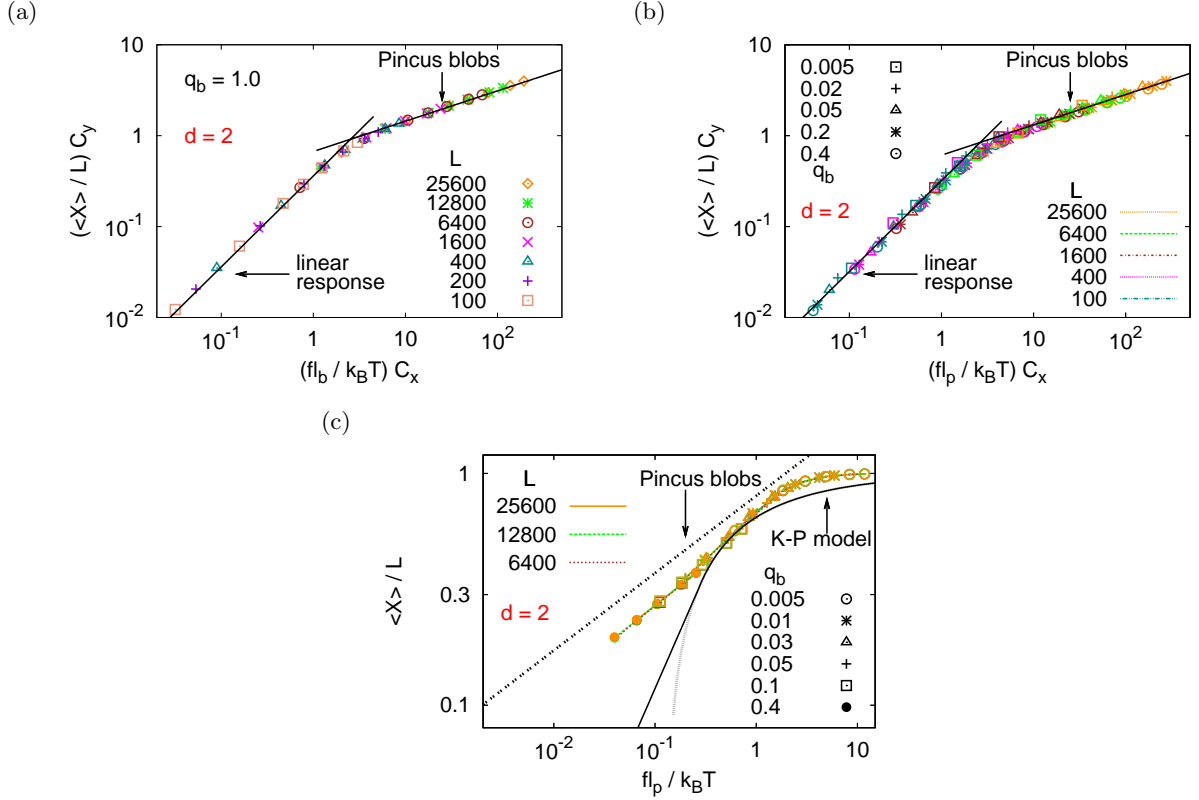 (a)
10
1
10⁻¹
10⁻²
(<X> / L) C_y
q_b = 1.0
d = 2
Pincus blobs
linear
response
L
25600
12800
6400
1600
400
200
100
10⁻¹ 1 10 10²
(fl_b / k_BT) C_x
(b)
10
1
10⁻¹
10⁻²
(<X> / L) C_y
0.005
0.02
0.05
0.2
0.4
q_b
d = 2
Pincus blobs
linear
response
L
25600
6400
1600
400
100
10⁻¹ 1 10 10²
(fl_p / k_BT) C_x
(c)
1
0.3
0.1
<X> / L
L
25600
12800
6400
d = 2
Pincus blobs
K-P model
q_b
0.005
0.01
0.03
0.05
0.1
0.4
10⁻² 10⁻¹ 1 10
fl_p / k_BT